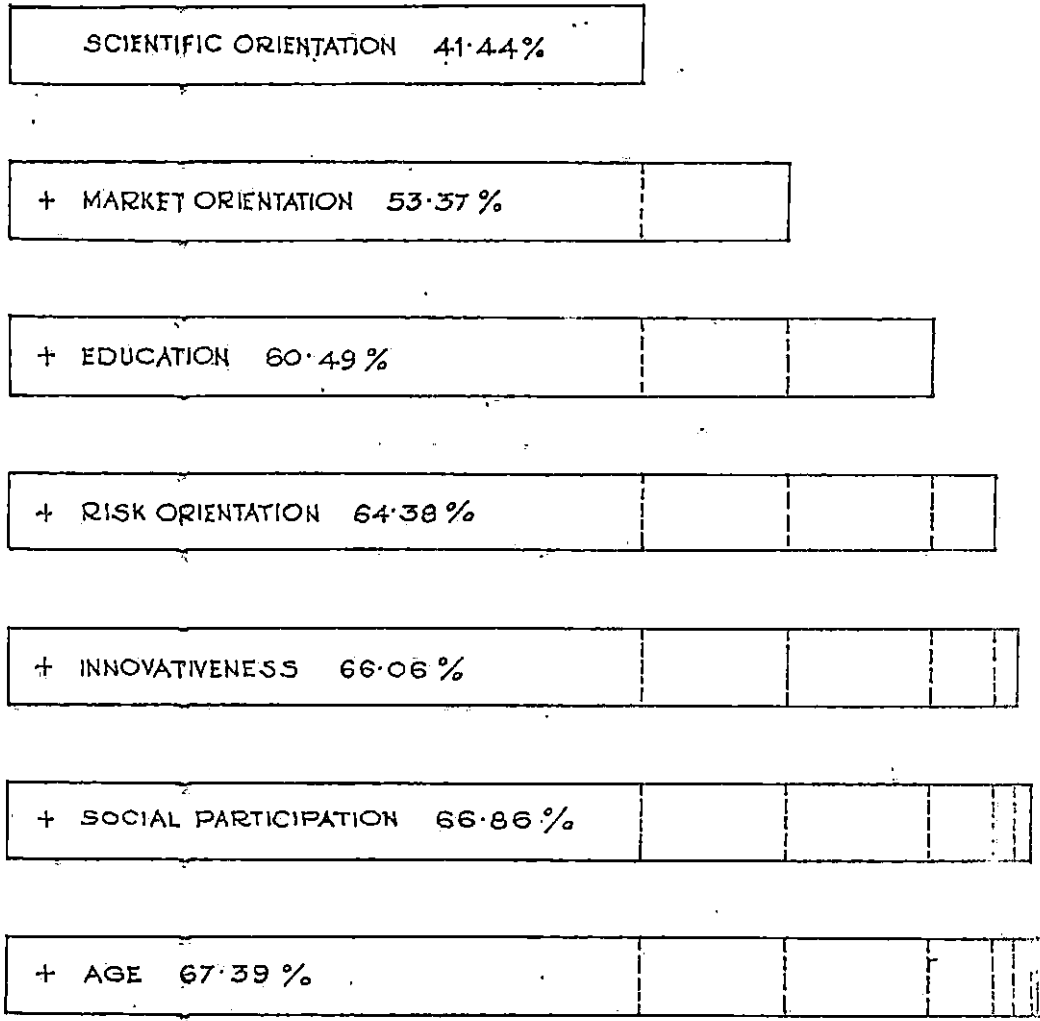 SCIENTIFIC ORIENTATION 41·44%
+ MARKET ORIENTATION 53·37%
+ EDUCATION 60·49%
+ RISK ORIENTATION 64·38%
+ INNOVATIVENESS 66·06%
+ SOCIAL PARTICIPATION 66·86%
+ AGE 67·39%